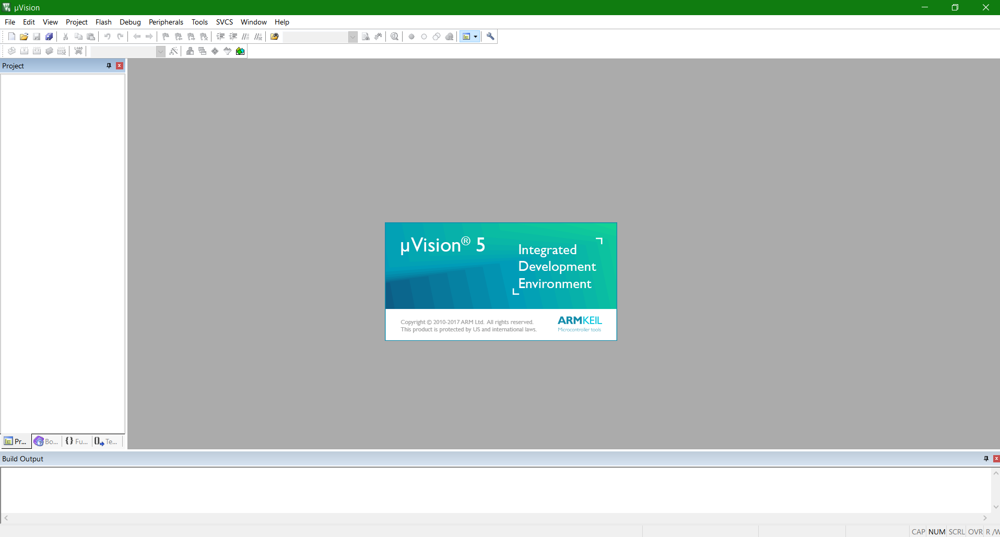 µVision
File Edit View Project Flash Debug Peripherals Tools SVCS Window Help
LOAD
Project
µVision® 5
Integrated
Development
Environment
Copyright © 2010-2017 ARM Ltd. All rights reserved.
This product is protected by US and international laws.
ARMKEIL
Microcontroller tools
Pr... Bo... {} Fu... Te...
Build Output
CAP NUM SCRL OVR R /W